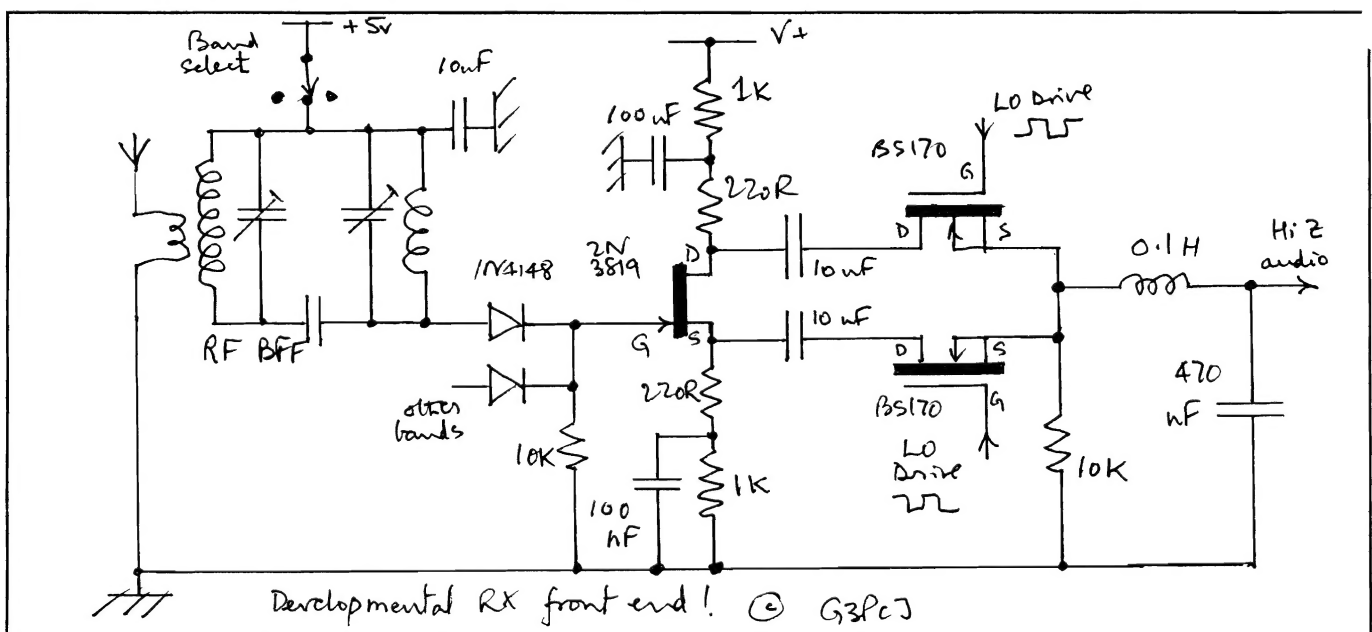 Band
select
+5v
10nF
V+
1K
100nF
220R
LO Drive
BS170
G
D
S
10nF
0.1H
Hi Z
audio
2N
3819
1N4148
D
G
S
10nF
RF BPF
other
bands
10K
220R
100
nF
1K
D
S
G
BS170
LO
Drive
10K
470
nF
Developmental RX front end! © G3PCJ